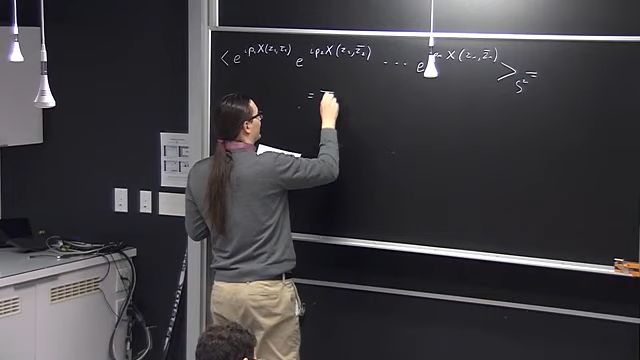 < e^{ip₁X(z₁,z̄₁)} e^{ip₂X(z₂,z̄₂)} ⋯ e^{ X(zₙ,z̄ₙ)} >_{S²} =
=